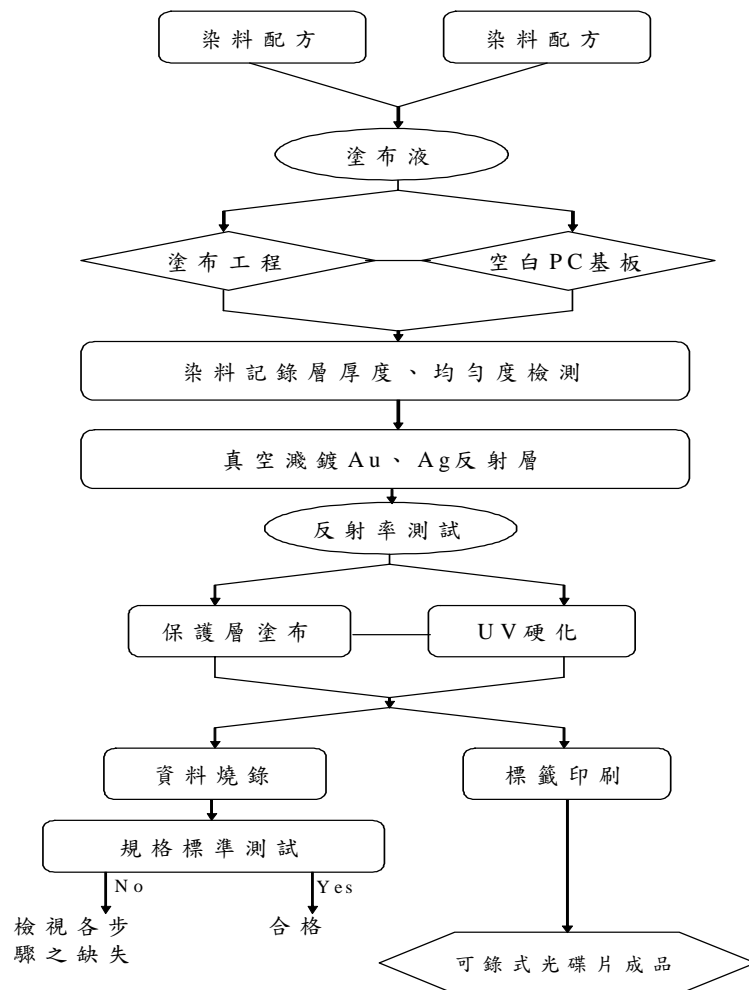 染料配方
染料配方
塗布液
塗布工程
空白PC基板
染料記錄層厚度、均勻度檢測
真空濺鍍Au、Ag反射層
反射率測試
保護層塗布
UV硬化
資料燒錄
標籤印刷
規格標準測試
No
Yes
檢視各步
驟之缺失
合格
可錄式光碟片成品